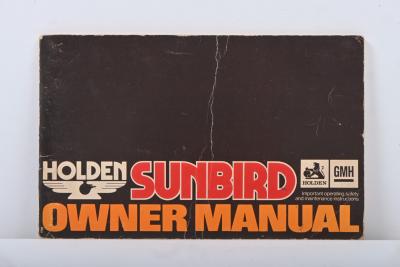 HOLDEN SUNBIRD
HOLDEN
GMH
Important operating, safety
and maintenance instructions
OWNER MANUAL